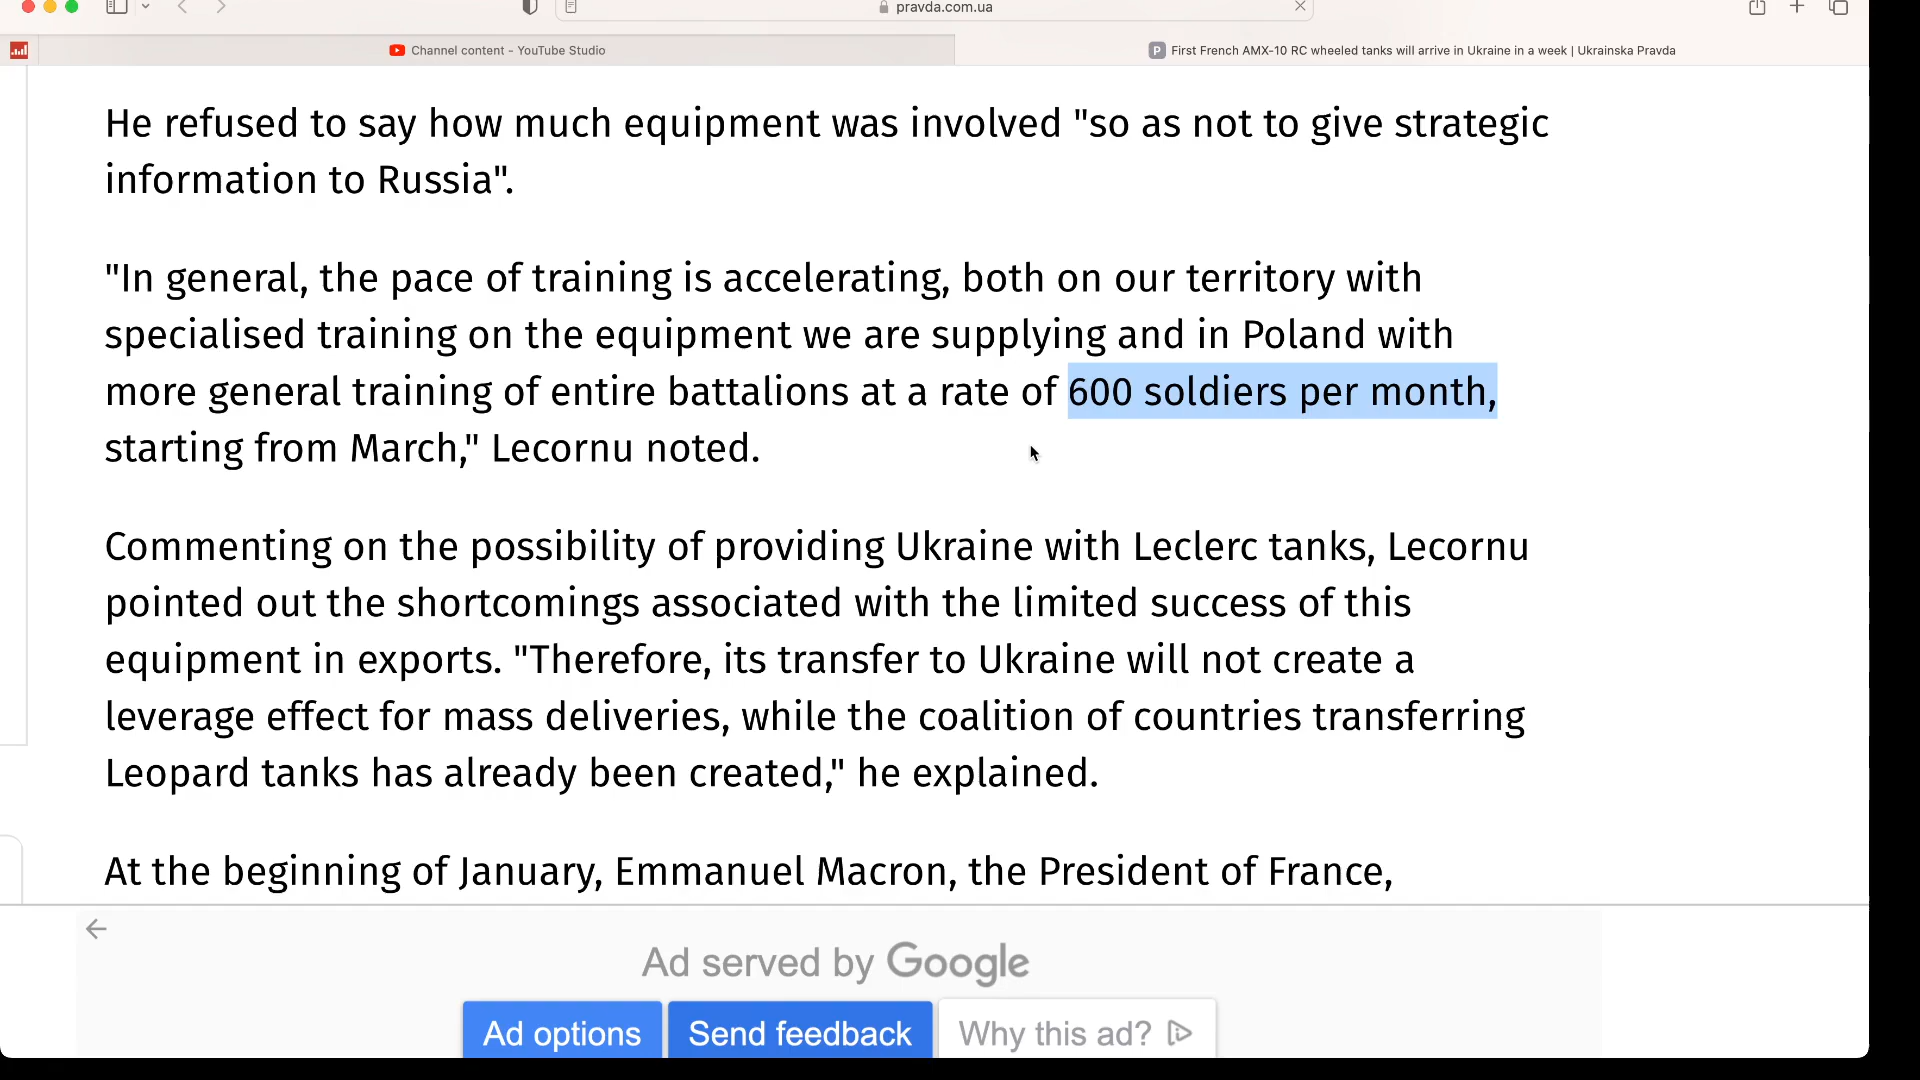 pravda.com.ua
Channel content - YouTube Studio
P First French AMX-10 RC wheeled tanks will arrive in Ukraine in a week | Ukrainska Pravda
He refused to say how much equipment was involved "so as not to give strategic
information to Russia".
"In general, the pace of training is accelerating, both on our territory with
specialised training on the equipment we are supplying and in Poland with
more general training of entire battalions at a rate of 600 soldiers per month,
starting from March," Lecornu noted.
Commenting on the possibility of providing Ukraine with Leclerc tanks, Lecornu
pointed out the shortcomings associated with the limited success of this
equipment in exports. "Therefore, its transfer to Ukraine will not create a
leverage effect for mass deliveries, while the coalition of countries transferring
Leopard tanks has already been created," he explained.
At the beginning of January, Emmanuel Macron, the President of France,
Ad served by Google
Ad options
Send feedback
Why this ad?